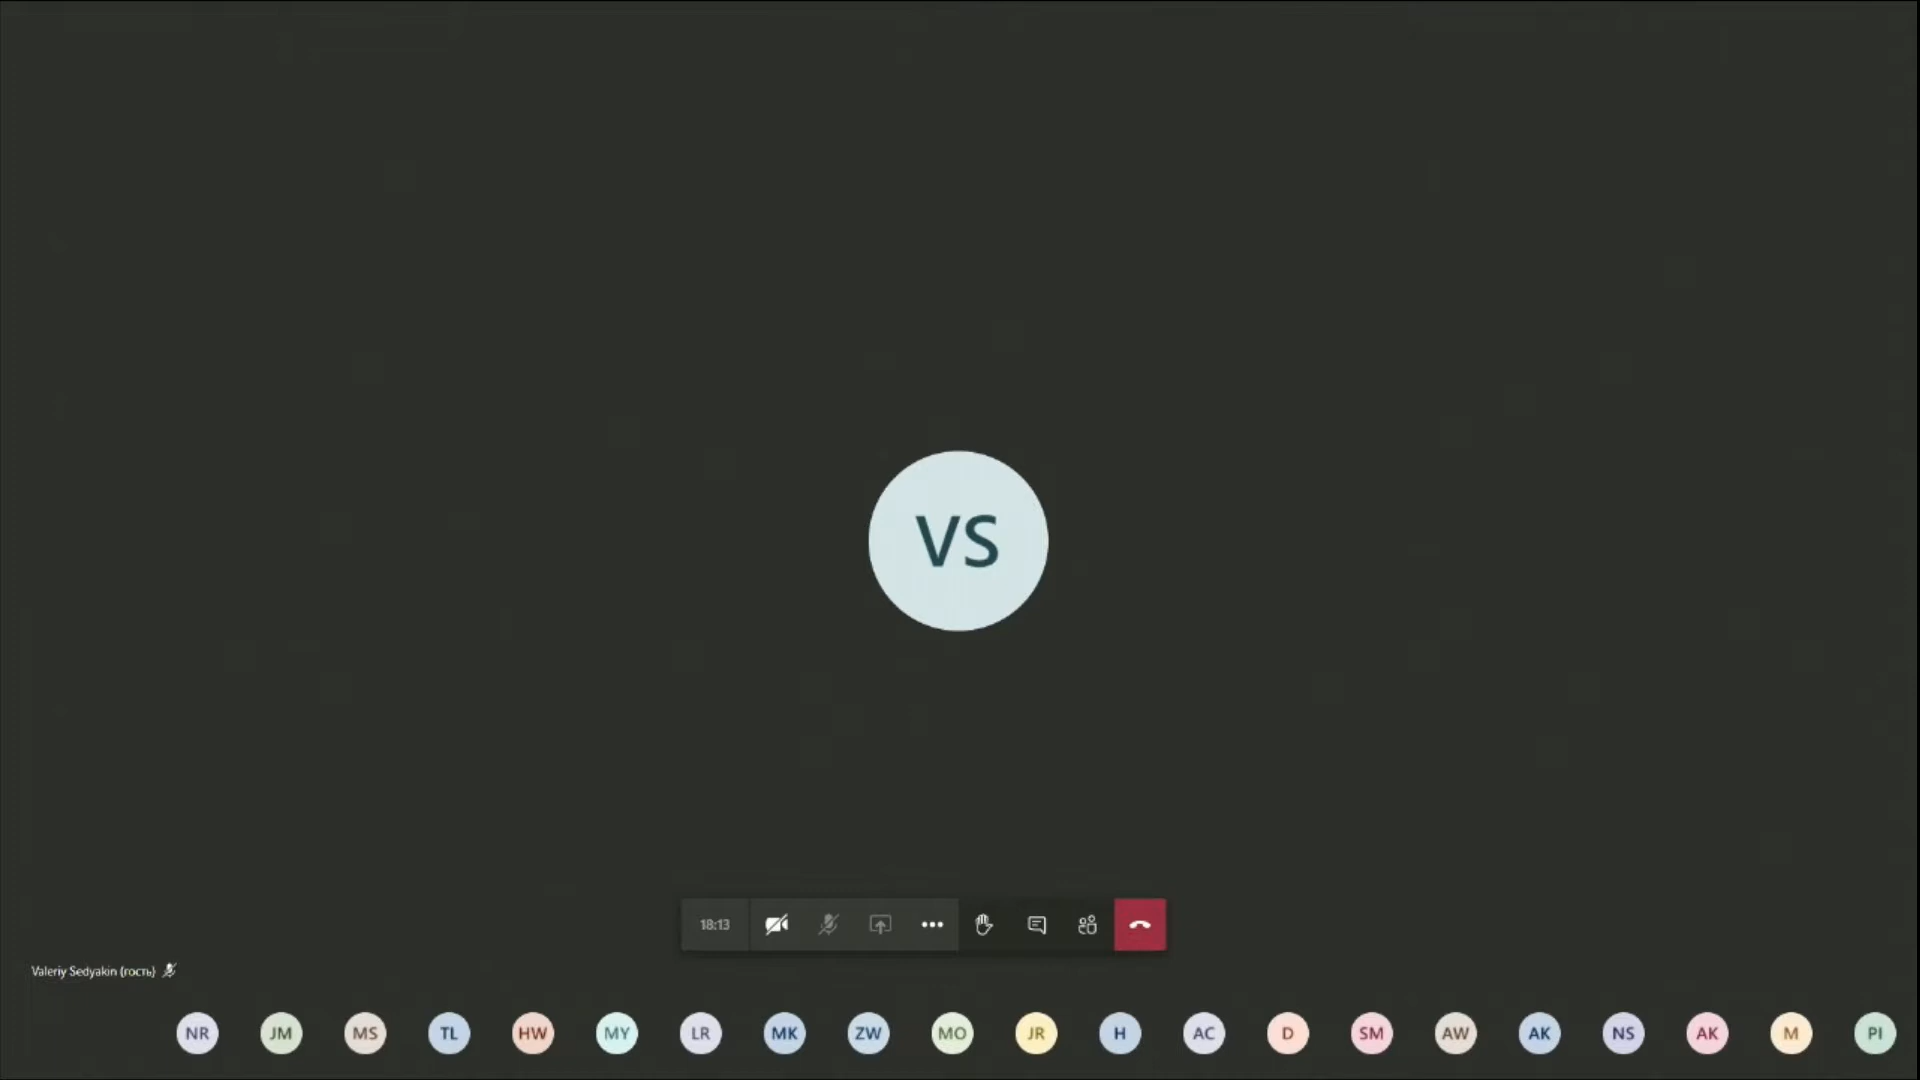 VS
18:13
Valeriy Sedyakin (гость)
NR JM MS TL HW MY LR MK ZW MO JR H AC D SM AW AK NS AK M PI